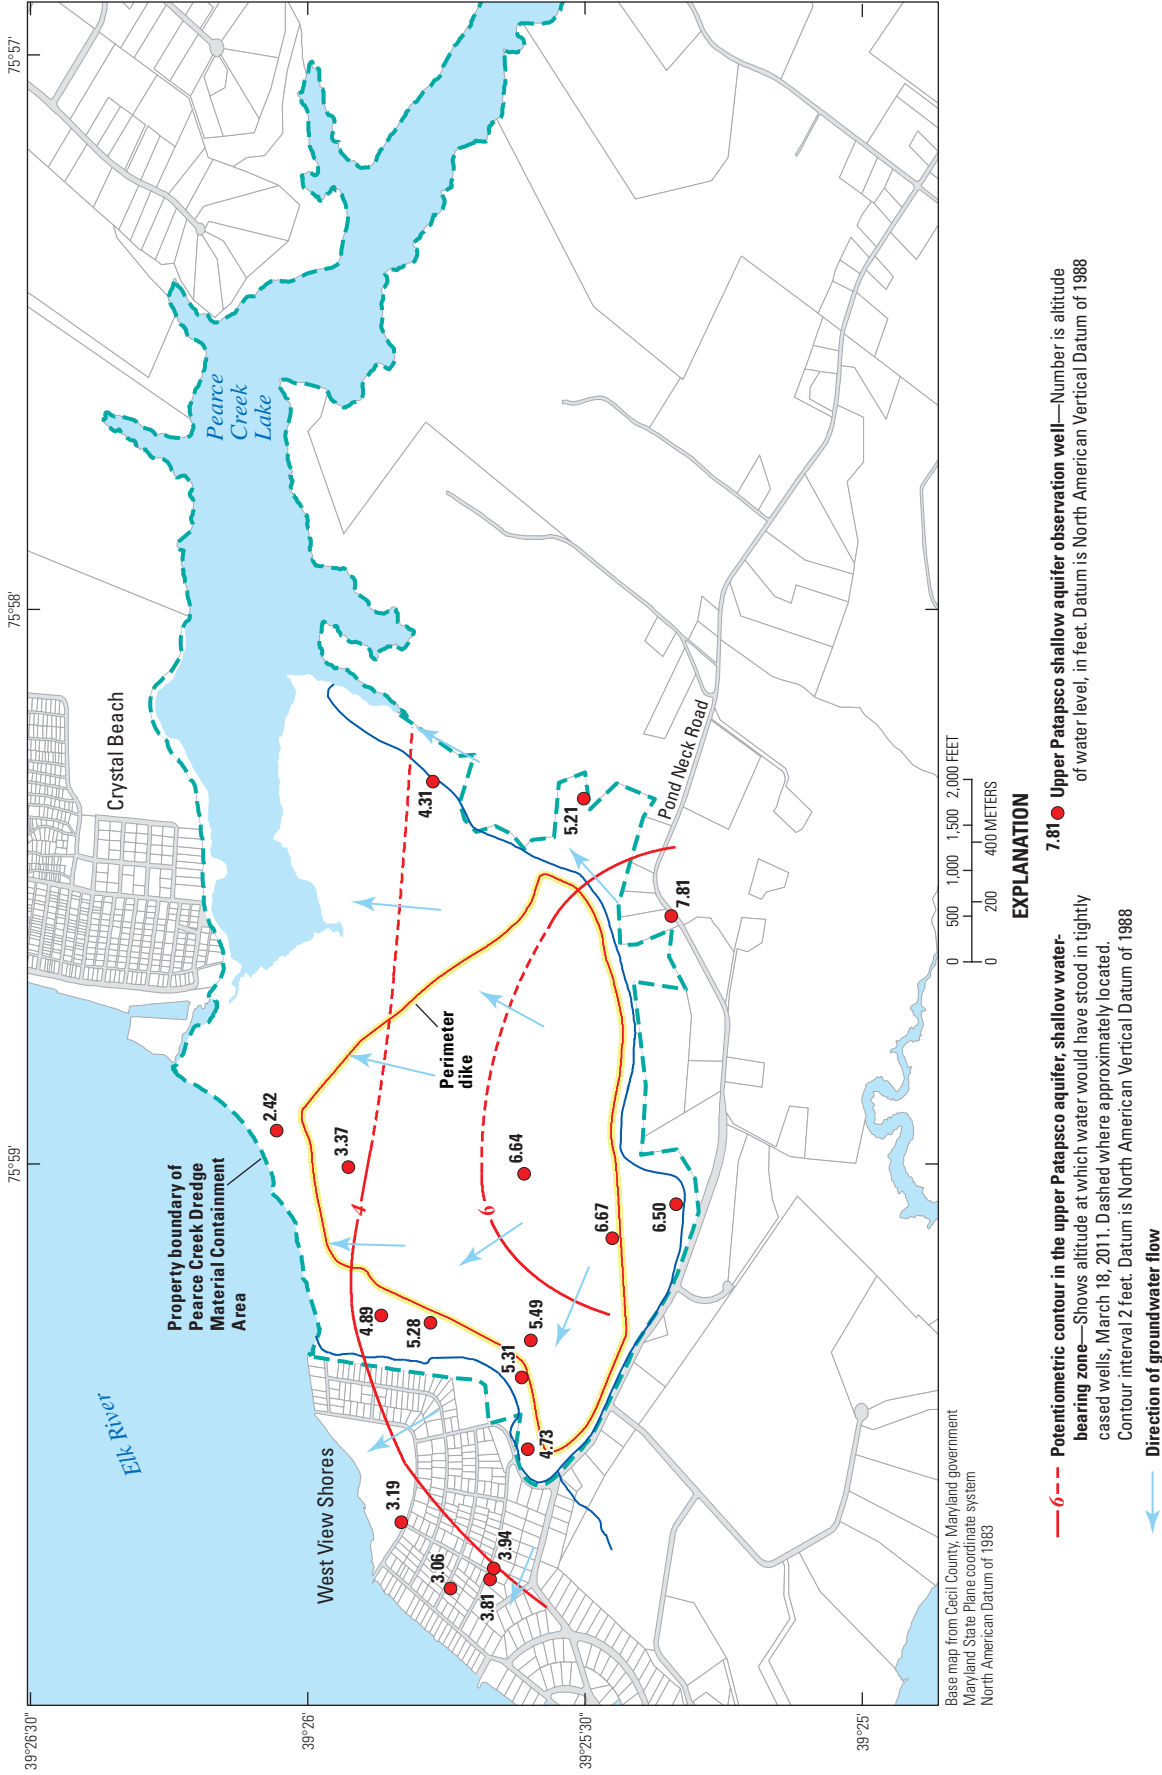 39°26'30"
39°26'
39°25'30"
39°25'
75°59'
75°58'
75°57'
Elk River
West View Shores
Crystal Beach
Pearce
Creek
Lake
Property boundary of
Pearce Creek Dredge
Material Containment
Area
Perimeter
dike
Pond Neck Road
4
6
2.42
3.37
4.89
5.28
5.31
5.49
4.73
3.19
3.06
3.81
3.94
6.64
6.67
6.50
7.81
5.21
4.31
Base map from Cecil County, Maryland government
Maryland State Plane coordinate system
North American Datum of 1983
0 500 1,000 1,500 2,000 FEET
0 200 400 METERS
EXPLANATION
6 Potentiometric contour in the upper Patapsco aquifer, shallow water-
bearing zone—Shows altitude at which water would have stood in tightly
cased wells, March 18, 2011. Dashed where approximately located.
Contour interval 2 feet. Datum is North American Vertical Datum of 1988
Direction of groundwater flow
7.81 Upper Patapsco shallow aquifer observation well—Number is altitude
of water level, in feet. Datum is North American Vertical Datum of 1988